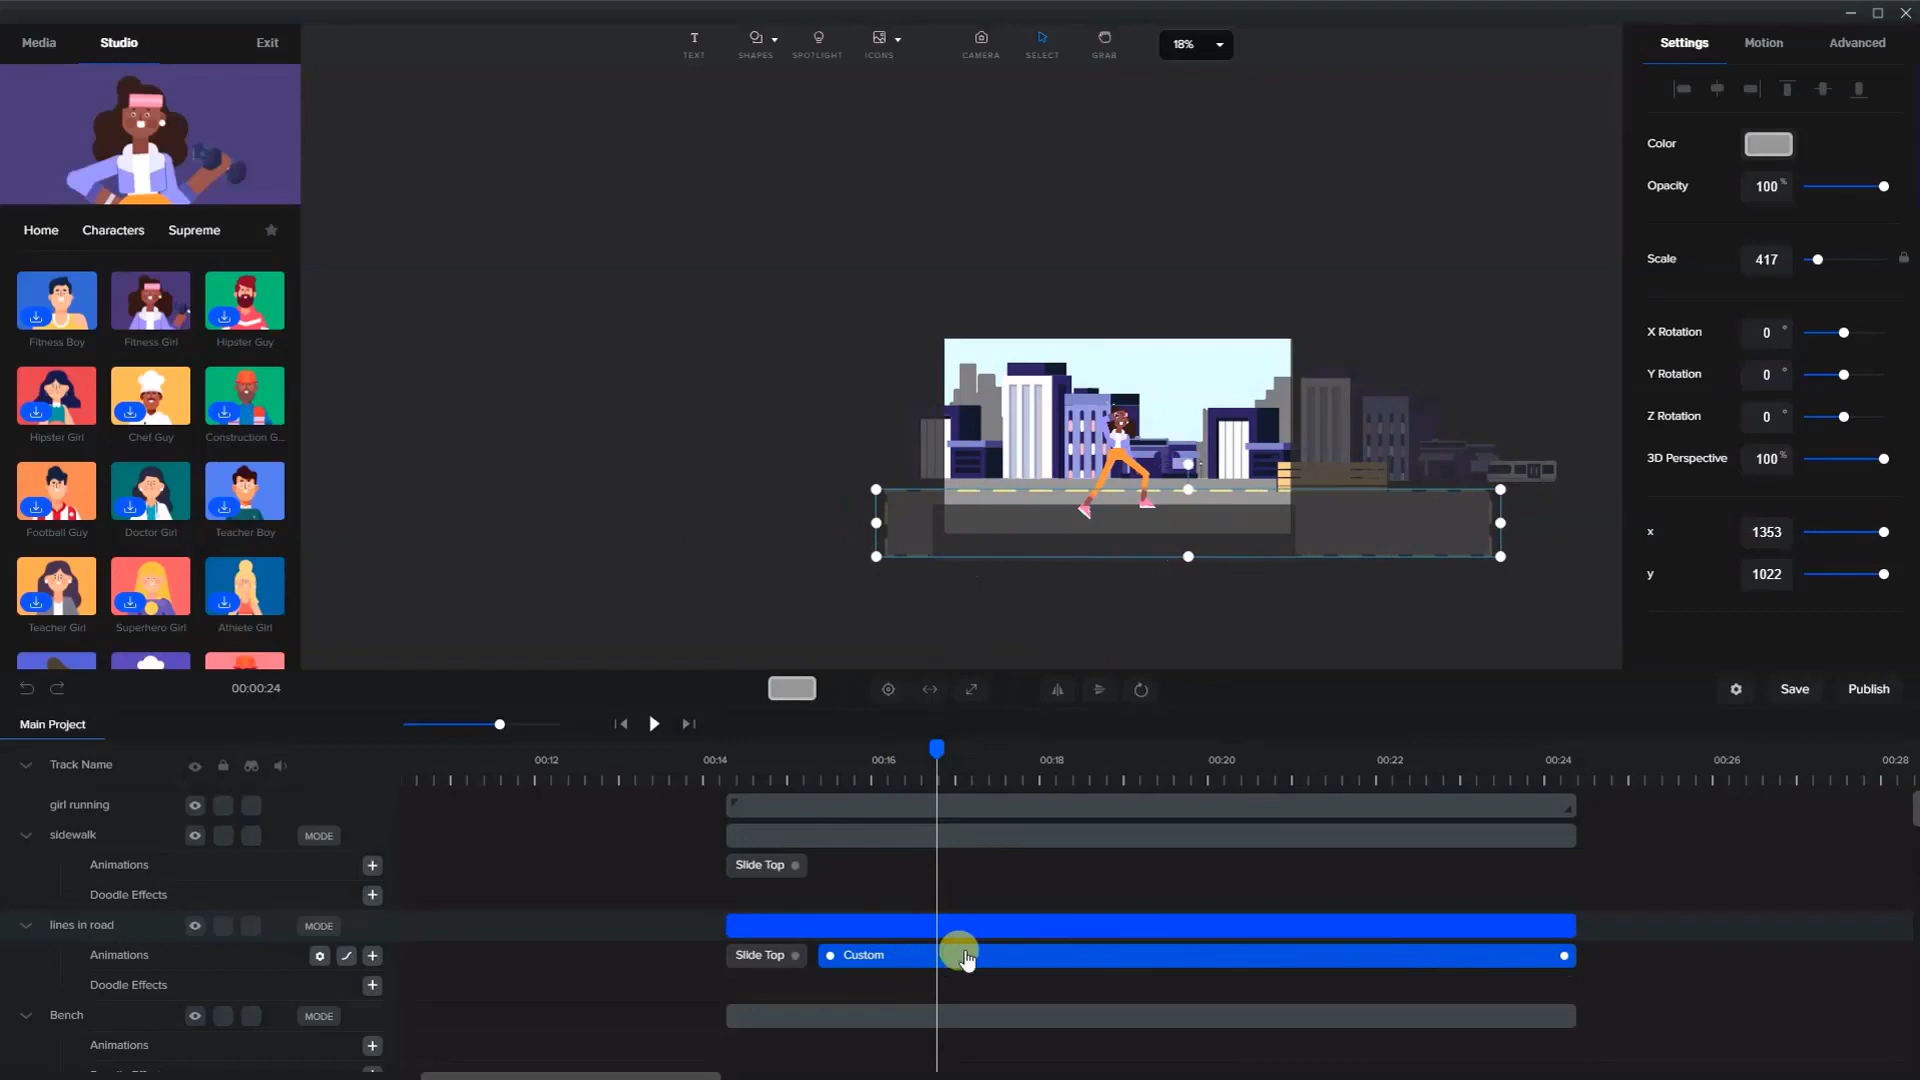 Media Studio Exit
TEXT SHAPES SPOTLIGHT ICONS CAMERA SELECT GRAB 18%
Settings Motion Advanced
Color
Opacity 100 %
Home Characters Supreme
Scale 417
Fitness Boy Fitness Girl Hipster Guy
X Rotation 0 °
Y Rotation 0 °
Z Rotation 0 °
Hipster Girl Chef Guy Construction G...
3D Perspective 100 %
Football Guy Doctor Girl Teacher Boy
x 1353
y 1022
Teacher Girl Superhero Girl Athlete Girl
00:00:24
Save Publish
Main Project
Track Name
00:12 00:14 00:16 00:18 00:20 00:22 00:24 00:26 00:28
girl running
sidewalk MODE
Animations Slide Top
Doodle Effects
lines in road MODE
Animations Slide Top Custom
Doodle Effects
Bench MODE
Animations